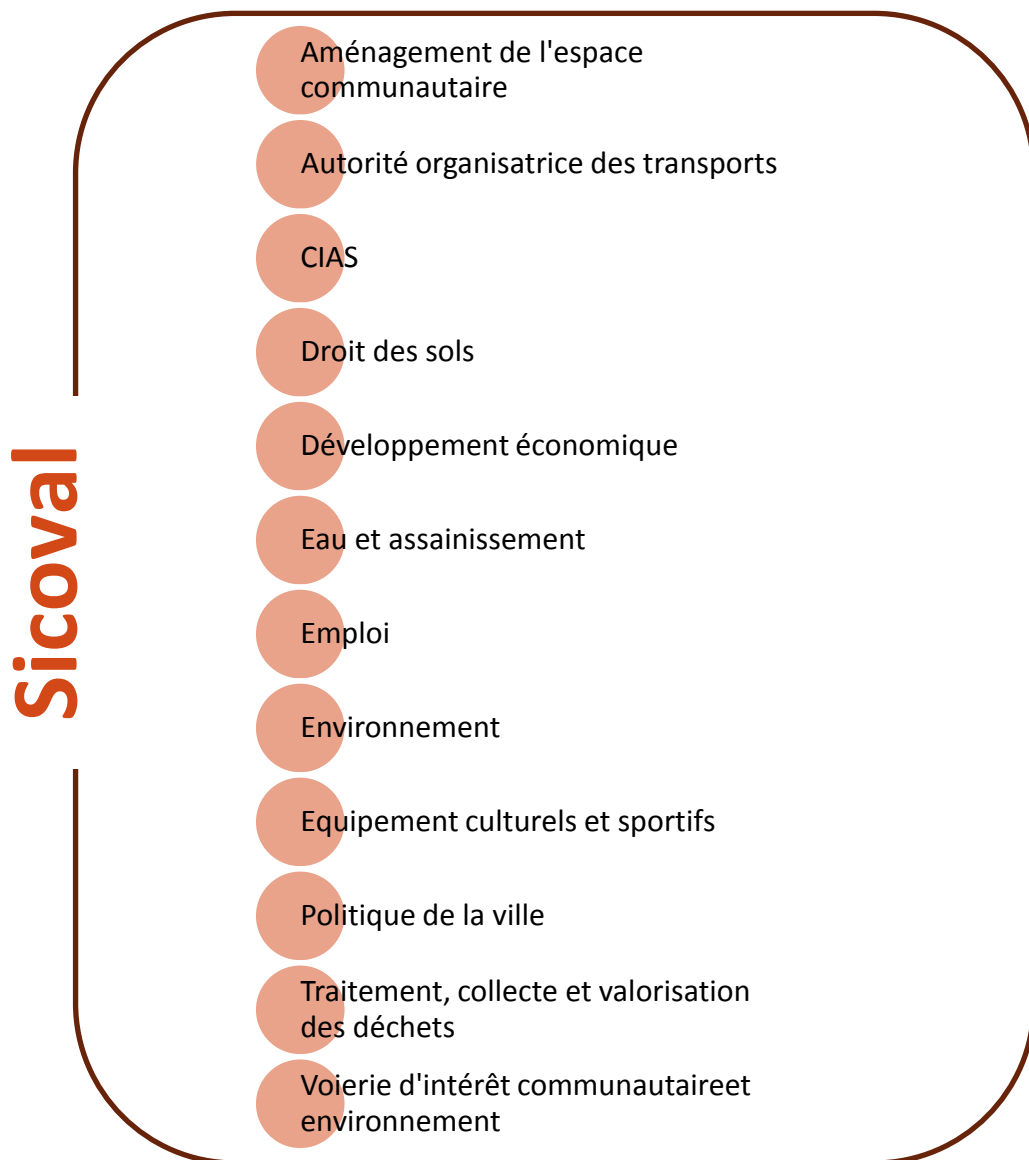 Sicoval
Aménagement de l'espace
communautaire
Autorité organisatrice des transports
CIAS
Droit des sols
Développement économique
Eau et assainissement
Emploi
Environnement
Equipement culturels et sportifs
Politique de la ville
Traitement, collecte et valorisation
des déchets
Voierie d'intérêt communautaireet
environnement